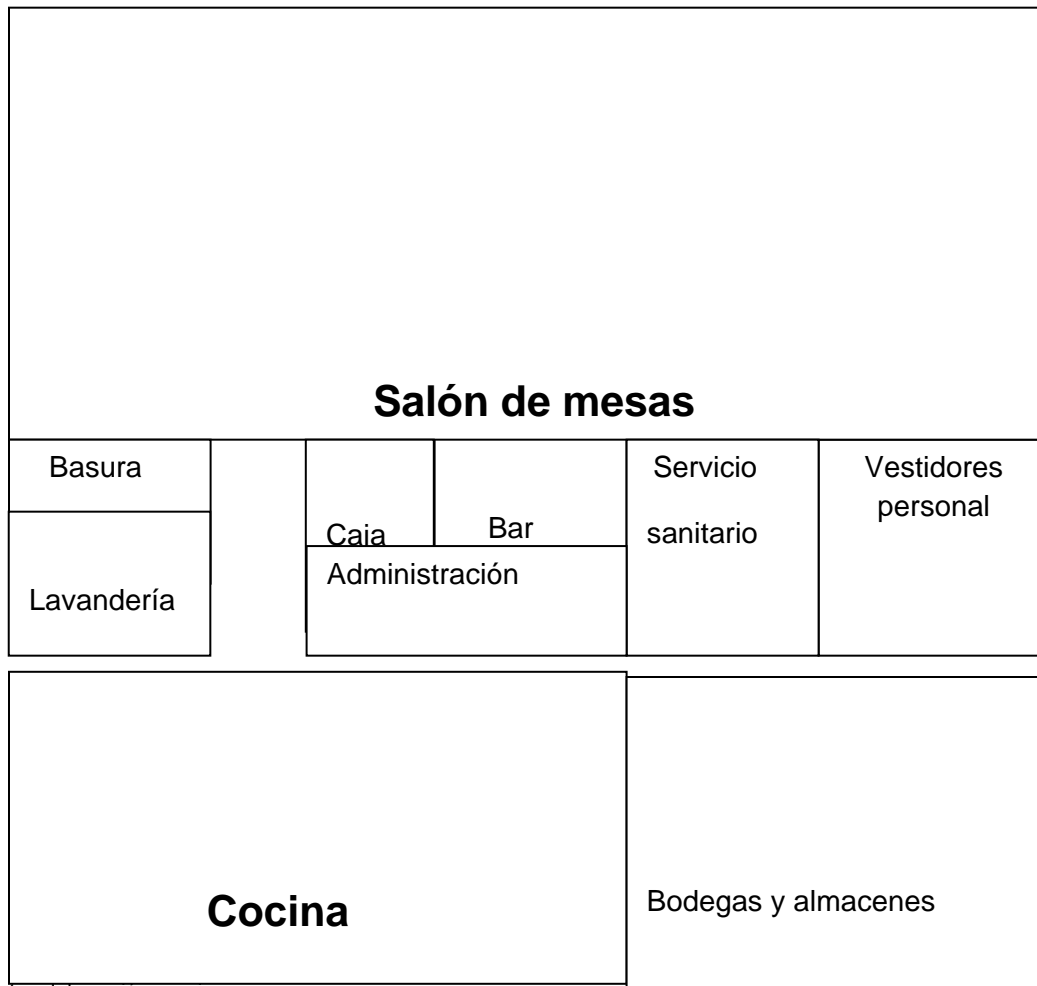 Salón de mesas
Basura
Lavandería
Caja
Bar
Administración
Servicio
sanitario
Vestidores
personal
Cocina
Bodegas y almacenes